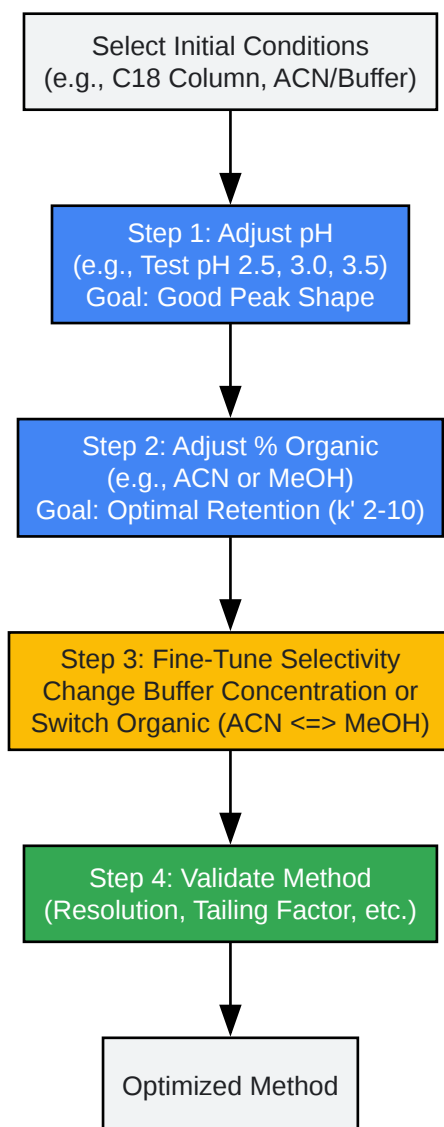 Select Initial Conditions
(e.g., C18 Column, ACN/Buffer)
Step 1: Adjust pH
(e.g., Test pH 2.5, 3.0, 3.5)
Goal: Good Peak Shape
Step 2: Adjust % Organic
(e.g., ACN or MeOH)
Goal: Optimal Retention (k' 2-10)
Step 3: Fine-Tune Selectivity
Change Buffer Concentration or
Switch Organic (ACN <=> MeOH)
Step 4: Validate Method
(Resolution, Tailing Factor, etc.)
Optimized Method